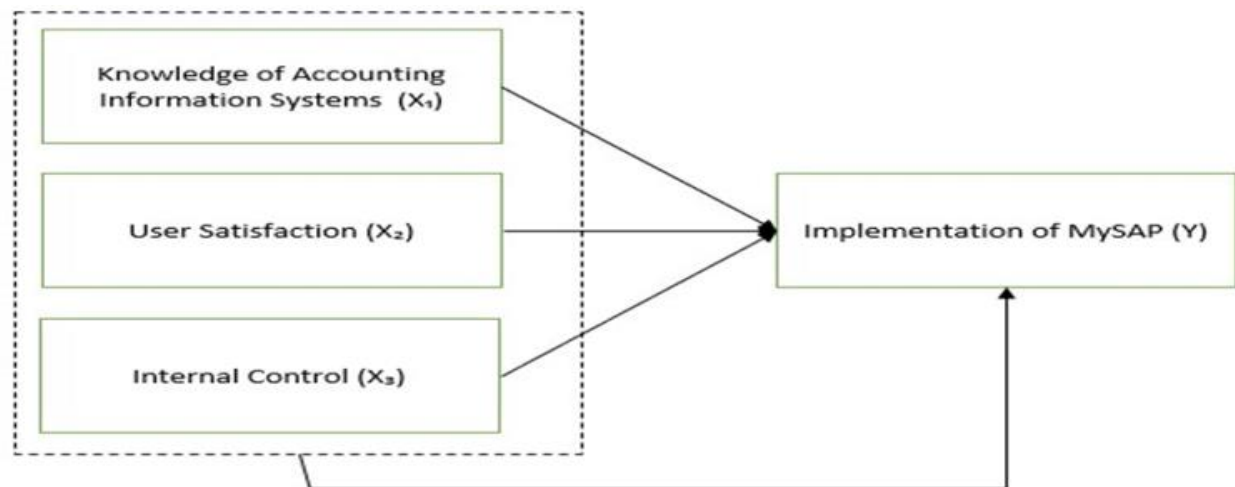 Knowledge of Accounting
Information Systems (X₁)
User Satisfaction (X₂)
Implementation of MySAP (Y)
Internal Control (X₃)